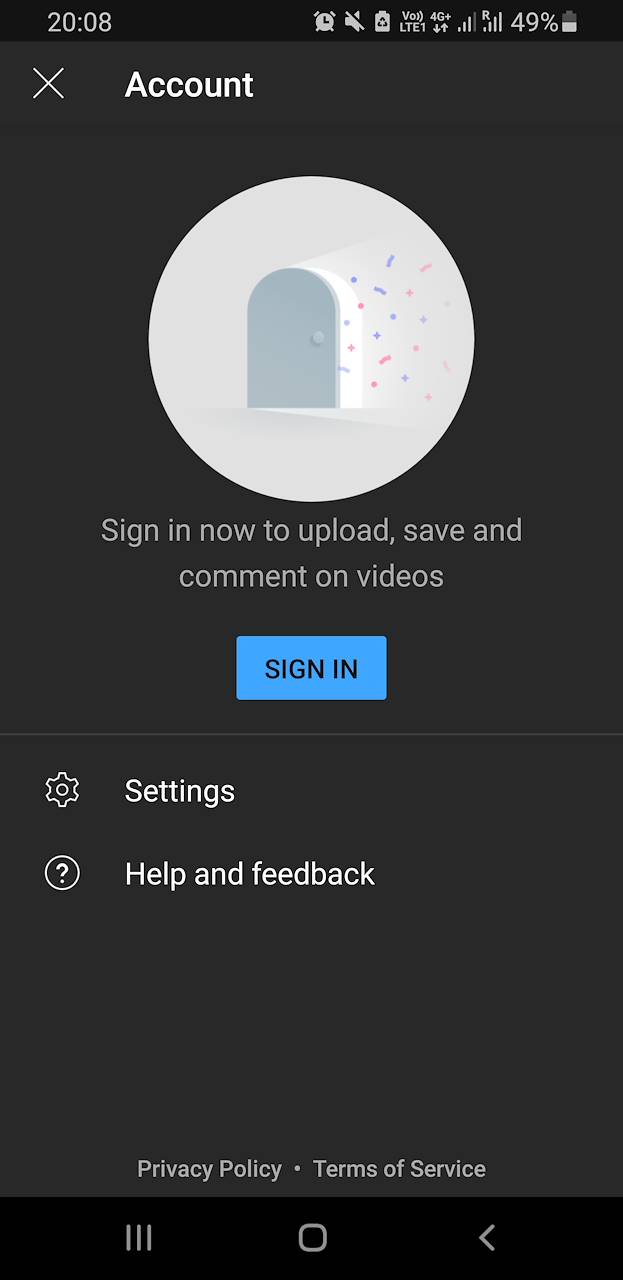 20:08 Vo)) LTE1 4G+ R 49%
Account
Sign in now to upload, save and
comment on videos
SIGN IN
Settings
? Help and feedback
Privacy Policy • Terms of Service